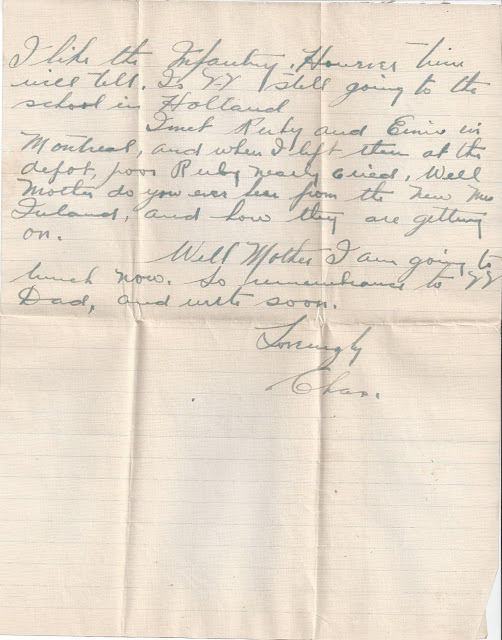 I like the Infantry. However time
will tell. Is still going to the
school in Holland
I met Ruby and Ernie in
Montreal, and when I left them at the
depot, poor Ruby nearly cried. Well
Mother do you ever hear from the new Mrs
Ireland, and how they are getting
on.
Well Mother I am going to
lunch now. So remembrance to
Dad, and write soon.
Lovingly
Chas.